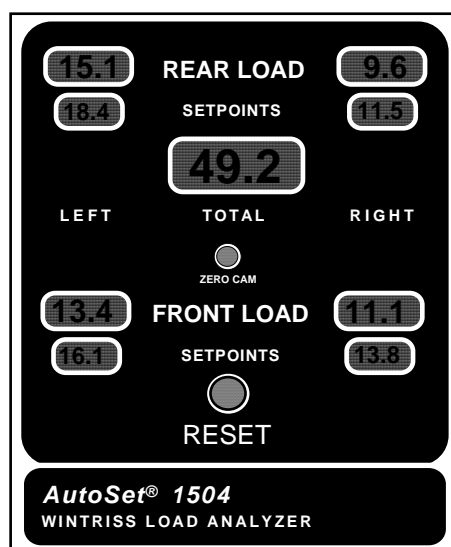 15.1 REAR LOAD 9.6
18.4 SETPOINTS 11.5
49.2
LEFT TOTAL RIGHT
ZERO CAM
13.4 FRONT LOAD 11.1
16.1 SETPOINTS 13.8
RESET
AutoSet® 1504
WINTRISS LOAD ANALYZER